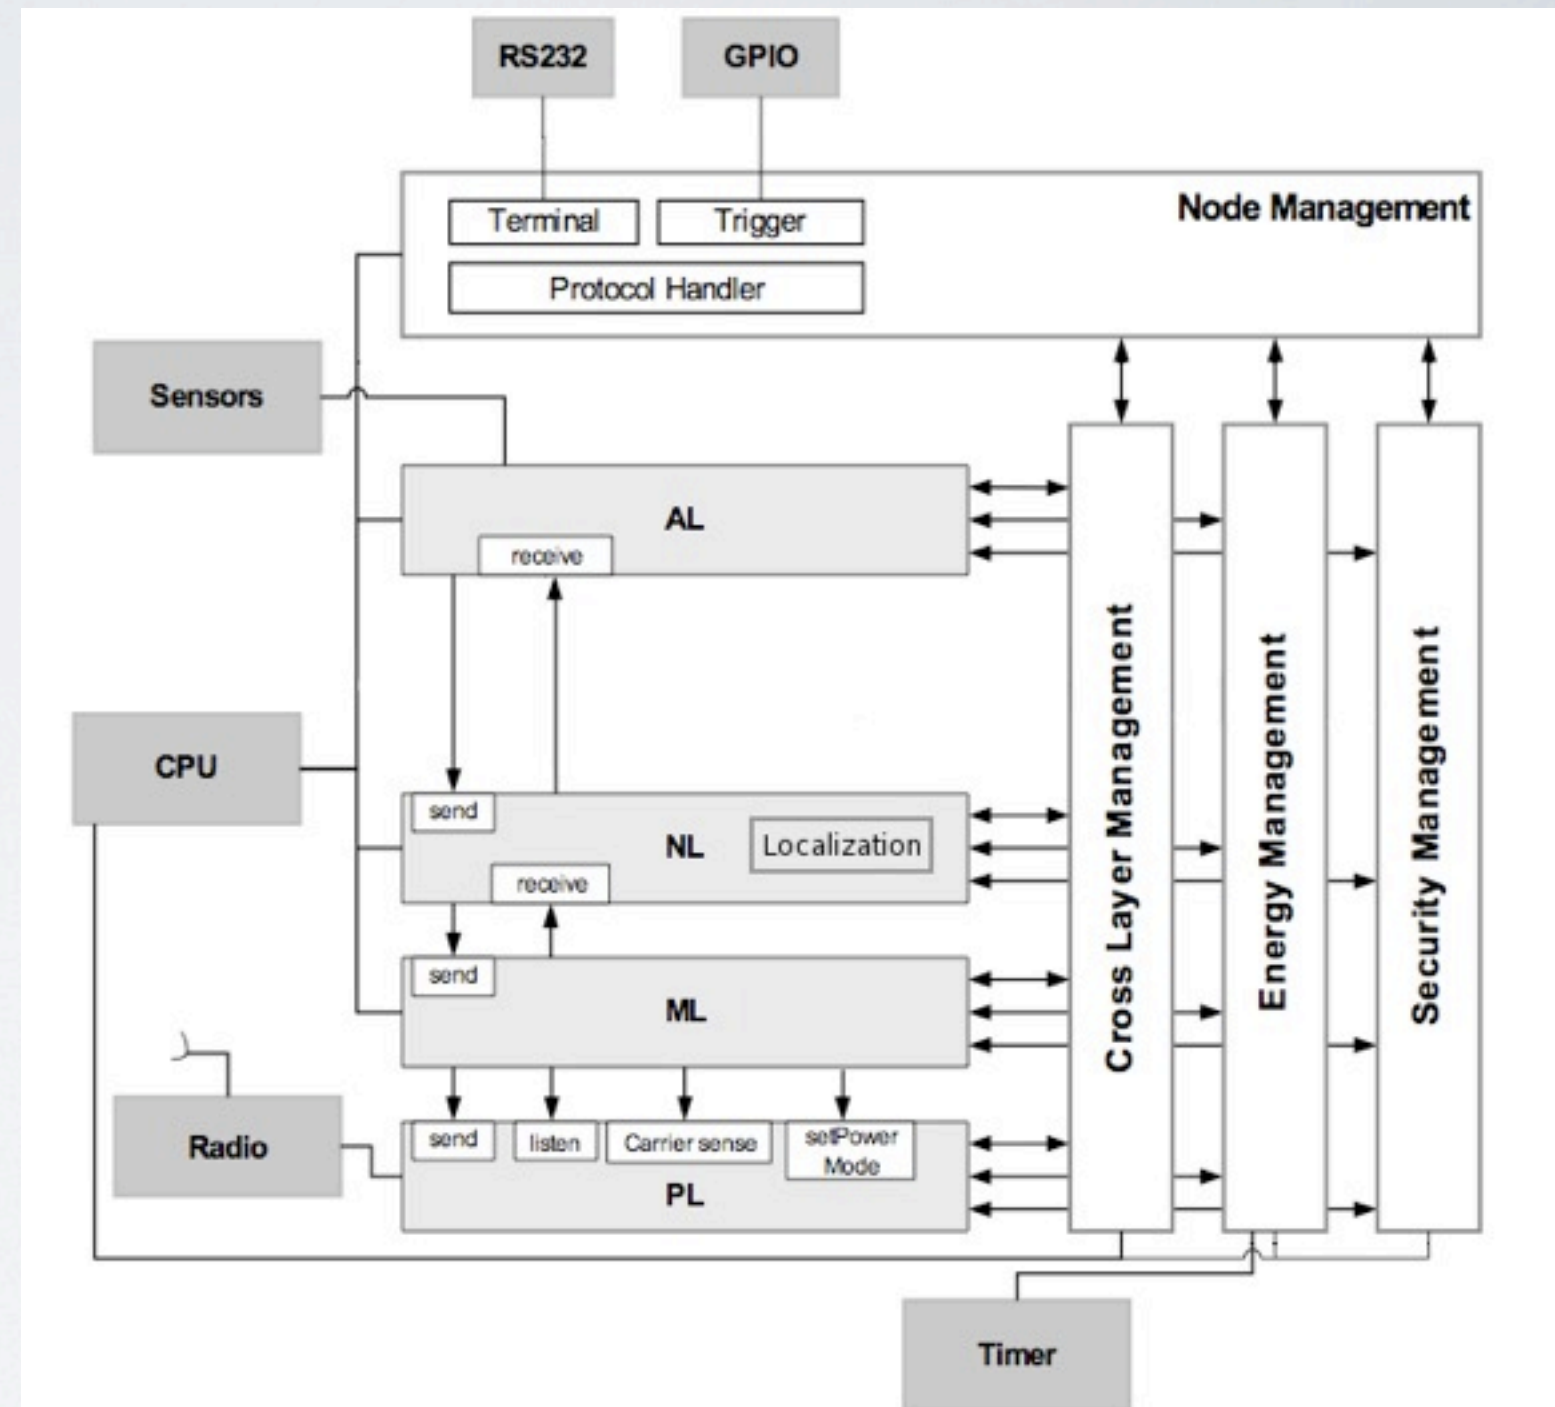 RS232
GPIO
Node Management
Terminal
Trigger
Protocol Handler
Sensors
AL
receive
CPU
send
NL
Localization
receive
send
ML
Radio
send
listen
Carrier sense
setPower
Mode
PL
Cross Layer Management
Energy Management
Security Management
Timer